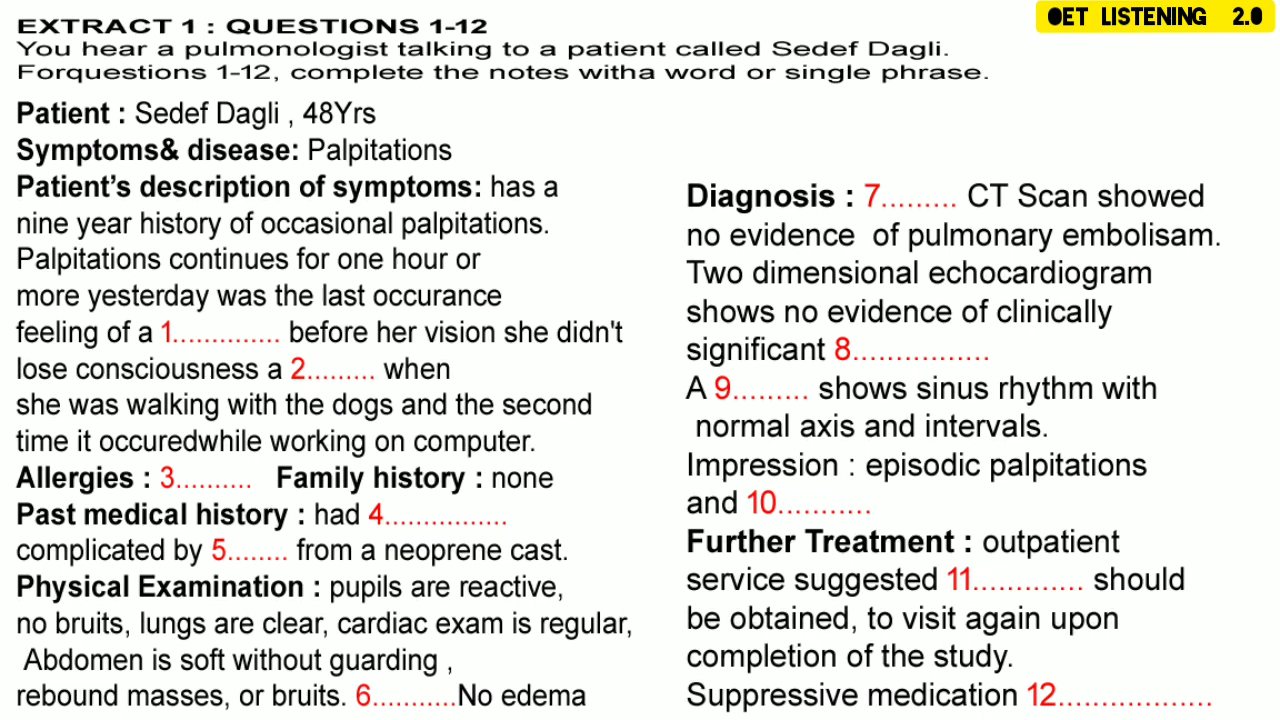 EXTRACT 1 : QUESTIONS 1-12
OET LISTENING 2.0
You hear a pulmonologist talking to a patient called Sedef Dagli.
Forquestions 1-12, complete the notes witha word or single phrase.
Patient : Sedef Dagli , 48Yrs
Symptoms& disease: Palpitations
Patient’s description of symptoms: has a
nine year history of occasional palpitations.
Palpitations continues for one hour or
more yesterday was the last occurance
feeling of a 1.............. before her vision she didn't
lose consciousness a 2......... when
she was walking with the dogs and the second
time it occuredwhile working on computer.
Allergies : 3.......... Family history : none
Past medical history : had 4................
complicated by 5........ from a neoprene cast.
Physical Examination : pupils are reactive,
no bruits, lungs are clear, cardiac exam is regular,
Abdomen is soft without guarding ,
rebound masses, or bruits. 6...........No edema
Diagnosis : 7......... CT Scan showed
no evidence of pulmonary embolisam.
Two dimensional echocardiogram
shows no evidence of clinically
significant 8................
A 9......... shows sinus rhythm with
normal axis and intervals.
Impression : episodic palpitations
and 10...........
Further Treatment : outpatient
service suggested 11............. should
be obtained, to visit again upon
completion of the study.
Suppressive medication 12..................